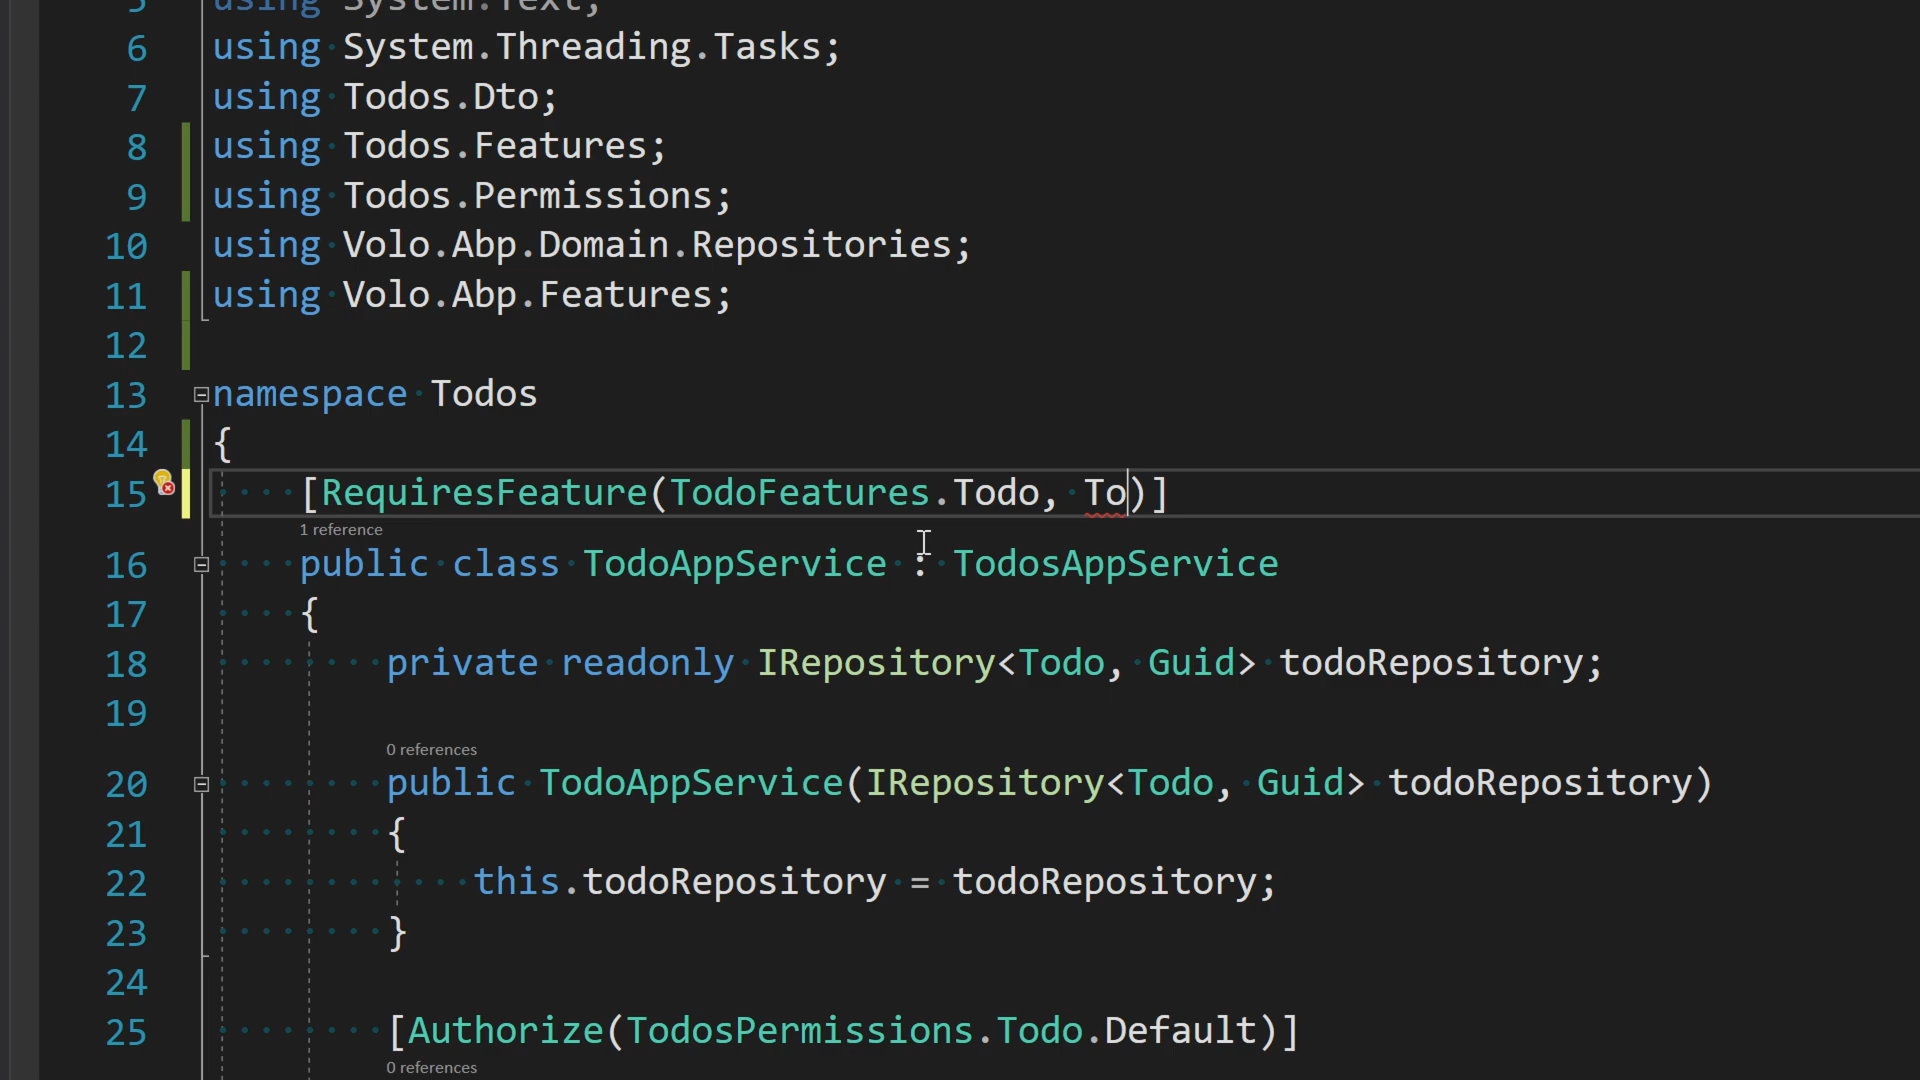 5 using System.Text;
6 using System.Threading.Tasks;
7 using Todos.Dto;
8 using Todos.Features;
9 using Todos.Permissions;
10 using Volo.Abp.Domain.Repositories;
11 using Volo.Abp.Features;
12
13 namespace Todos
14 {
15 [RequiresFeature(TodoFeatures.Todo, To)]
1 reference
16 public class TodoAppService : TodosAppService
17 {
18 private readonly IRepository<Todo, Guid> todoRepository;
19
0 references
20 public TodoAppService(IRepository<Todo, Guid> todoRepository)
21 {
22 this.todoRepository = todoRepository;
23 }
24
25 [Authorize(TodosPermissions.Todo.Default)]
0 references